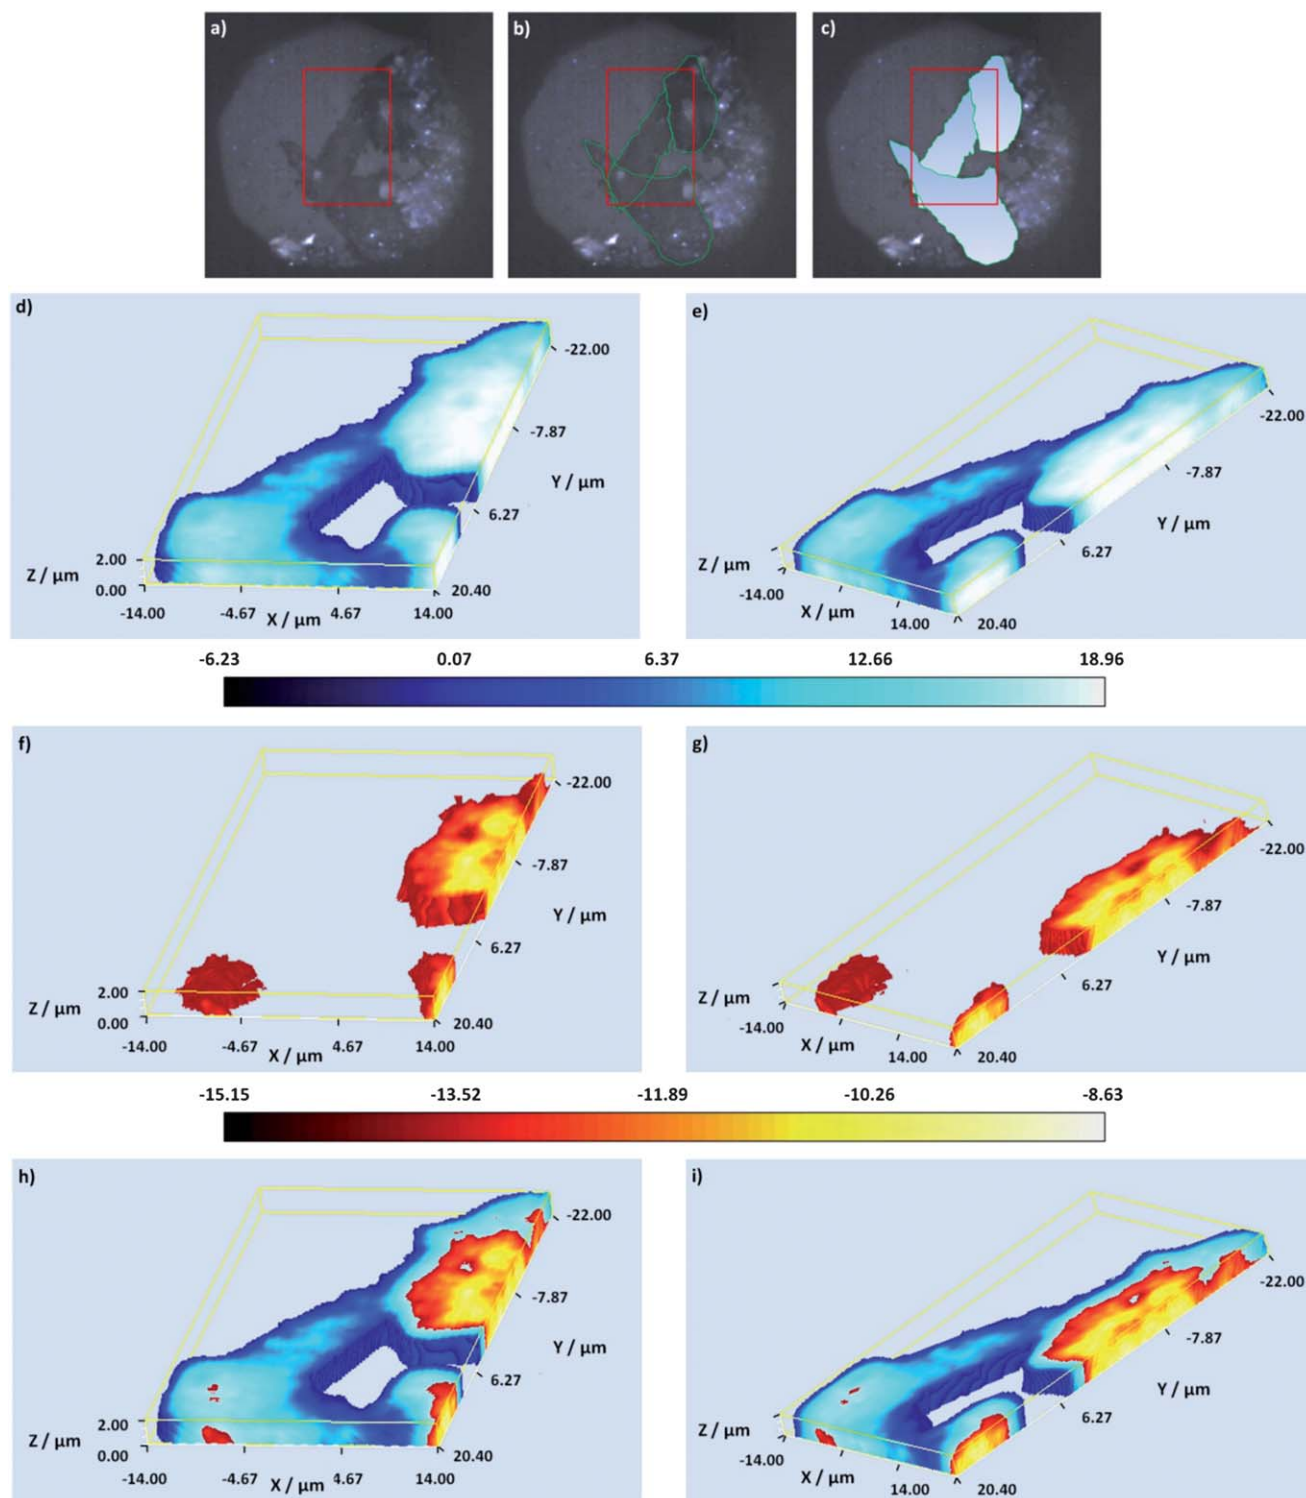 a) b) c)
d) e)
-22.00 -22.00
-7.87 -7.87
Y / µm Y / µm
6.27 6.27
2.00
Z / µm Z / µm
0.00 -14.00
20.40 14.00 20.40
-14.00 -4.67 4.67 14.00
X / µm X / µm
-6.23 0.07 6.37 12.66 18.96
f) g)
-22.00 -22.00
-7.87 -7.87
Y / µm Y / µm
6.27 6.27
2.00
Z / µm Z / µm
0.00 -14.00
20.40 14.00 20.40
-14.00 -4.67 4.67 14.00
X / µm X / µm
-15.15 -13.52 -11.89 -10.26 -8.63
h) i)
-22.00 -22.00
-7.87 -7.87
Y / µm Y / µm
6.27 6.27
2.00
Z / µm Z / µm
0.00 -14.00
20.40 14.00 20.40
-14.00 -4.67 4.67 14.00
X / µm X / µm